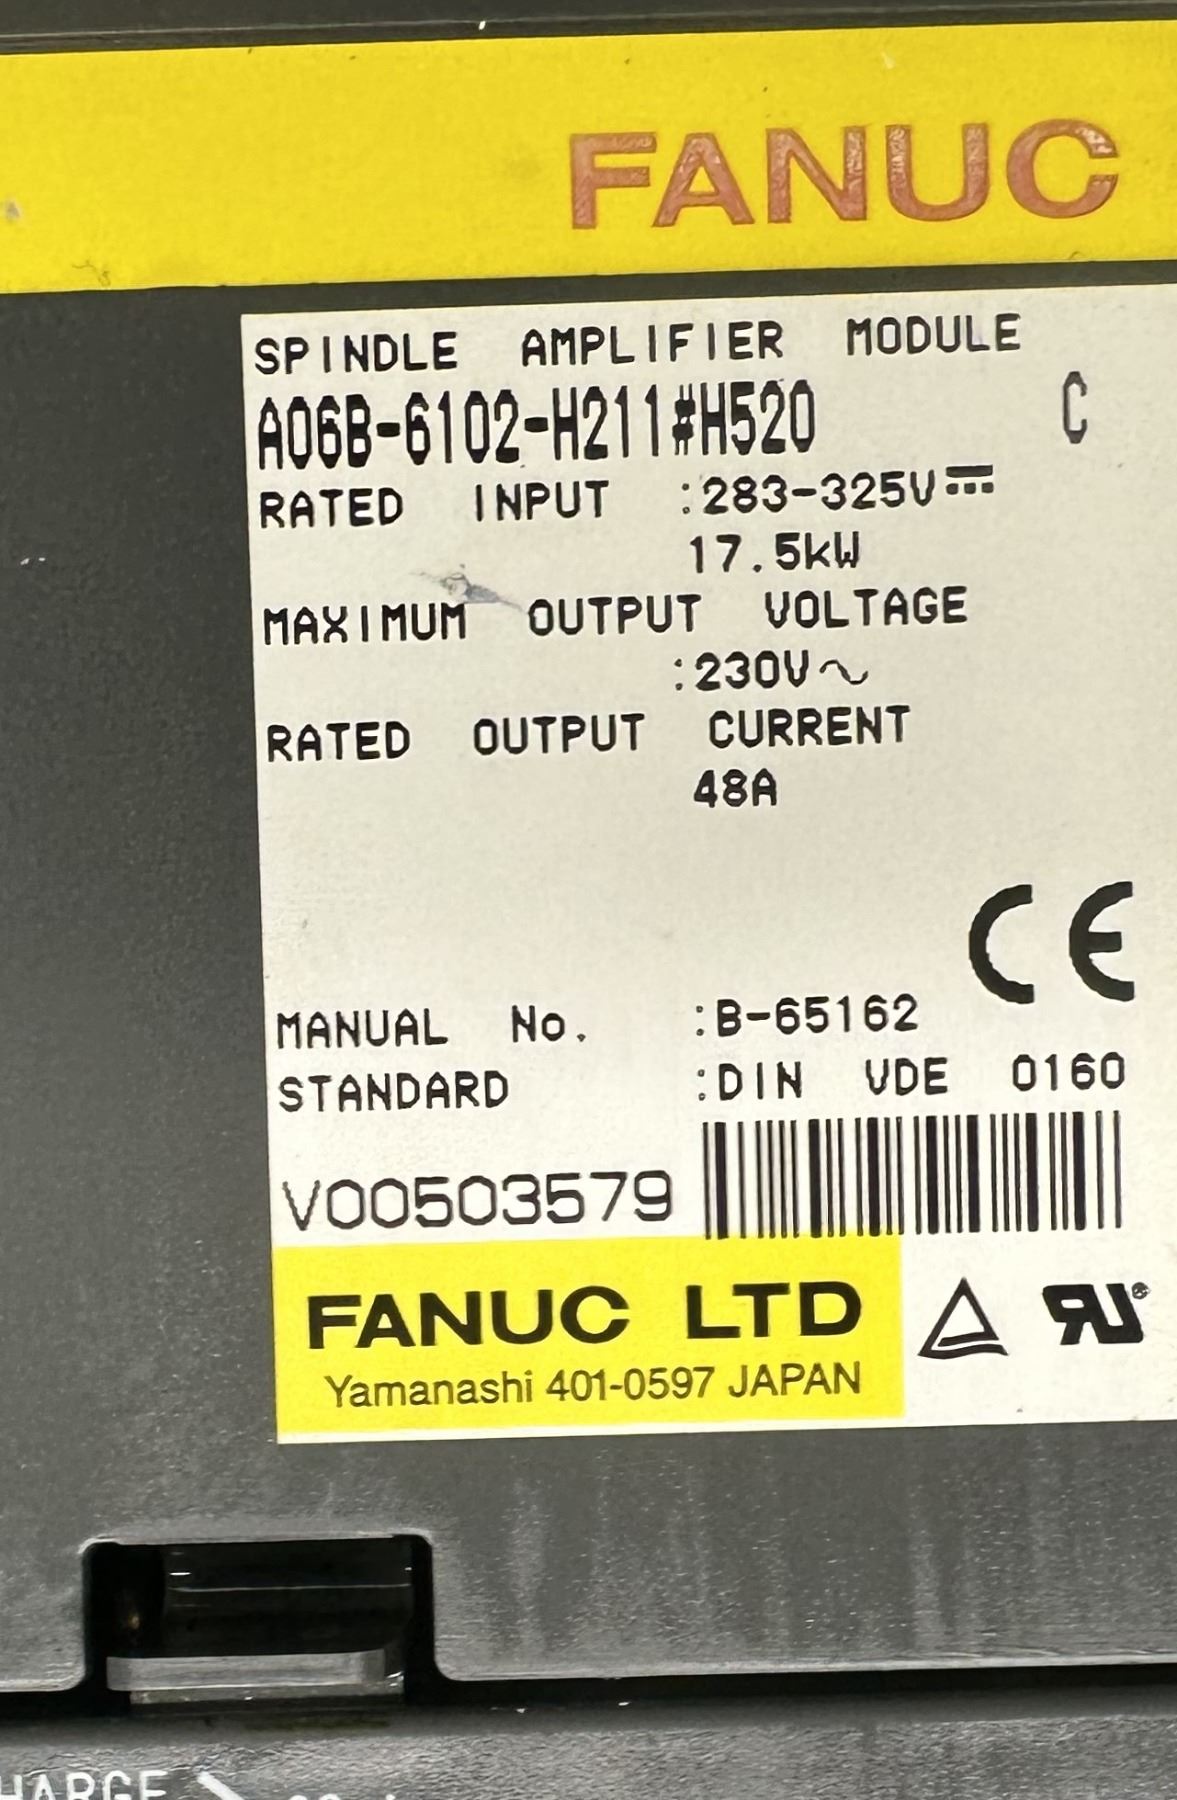 FANUC
SPINDLE AMPLIFIER MODULE
A06B-6102-H211#H520 C
RATED INPUT :283-325V⎓
17.5kW
MAXIMUM OUTPUT VOLTAGE
:230V~
RATED OUTPUT CURRENT
48A
CE
MANUAL No. :B-65162
STANDARD :DIN VDE 0160
V00503579
FANUC LTD
Yamanashi 401-0597 JAPAN